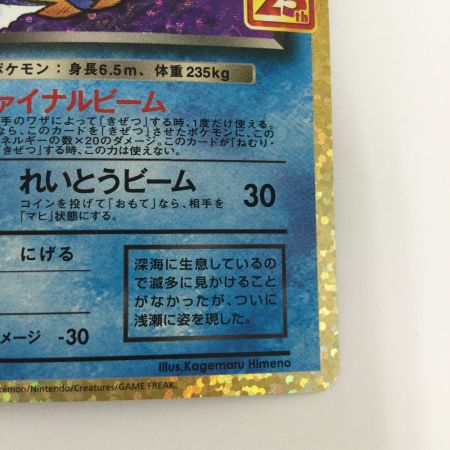 25th
ポケモン：身長6.5m、体重235kg
ァイナルビーム
手のワザによって「きぜつ」する時、1度だけ使える。
なら、このカードを「きぜつ」させたポケモンに、この
ネルギーの数×20のダメージ。このカードが「ねむり・
きぜつする時、この力は使えない。
れいとうビーム 30
コインを投げて「おもて」なら、相手を
「マヒ」状態にする。
にげる
深海に生息しているの
で滅多に見かけること
がなかったが、ついに
浅瀬に姿を現した。
メージ -30
Illus.Kagemaru Himeno
okémon/Nintendo/Creatures/GAME FREAK.